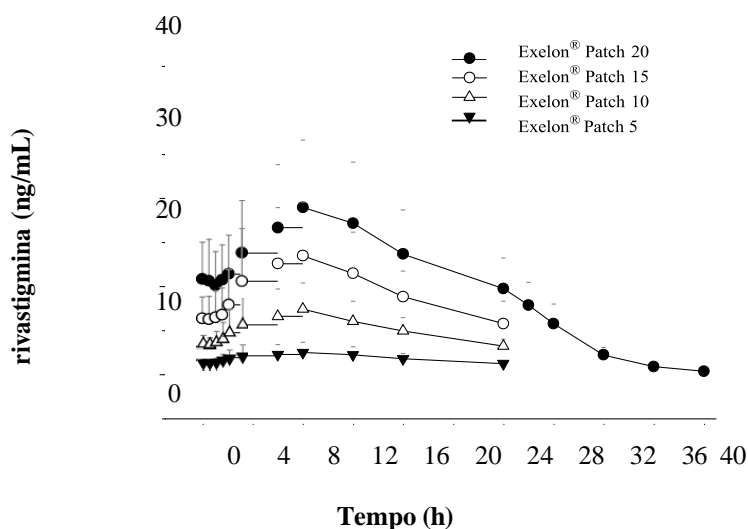 40
Exelon® Patch 20
Exelon® Patch 15
Exelon® Patch 10
Exelon® Patch 5
30
20
10
0
rivastigmina (ng/mL)
0 4 8 12 16 20 24 28 32 36 40
Tempo (h)